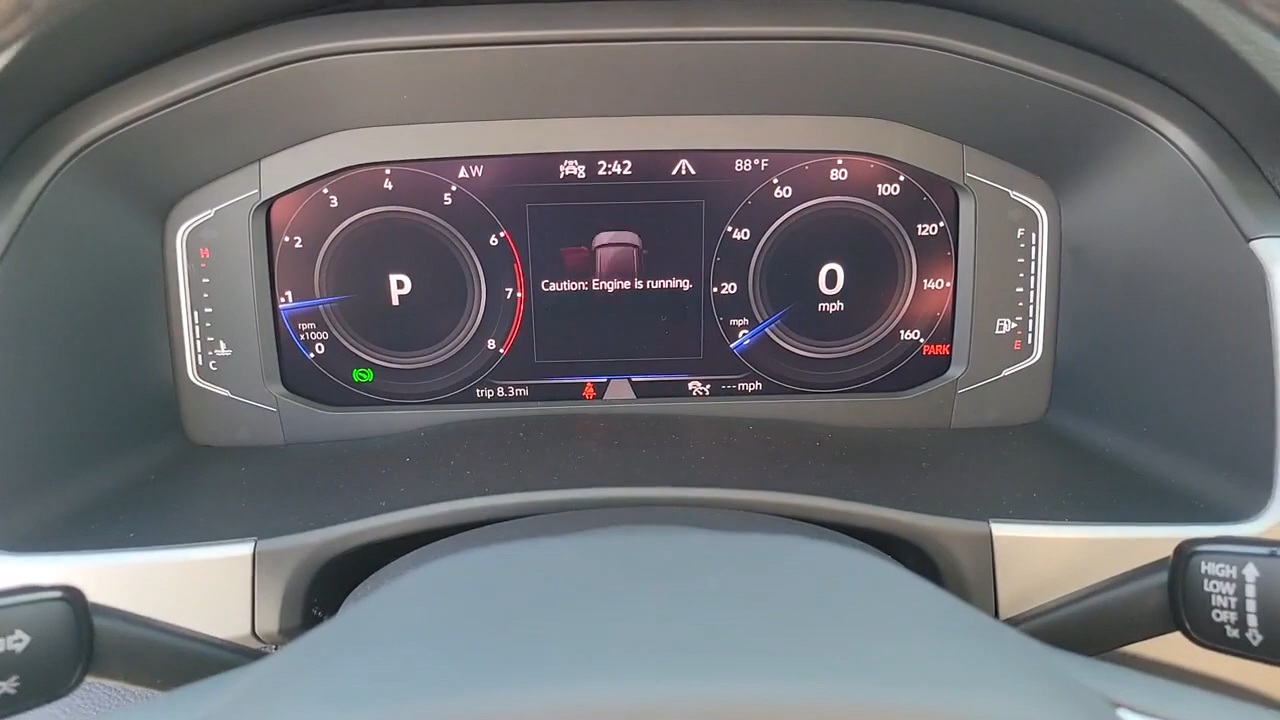 W
2:42
88°F
4
3
5
2
6
1
7
rpm
x1000
0
8
P
Caution: Engine is running.
80
60
100
40
120
20
140
mph
0
160
PARK
0
mph
trip 8.3mi
---mph
H
C
F
E
HIGH
LOW
INT
OFF
1x